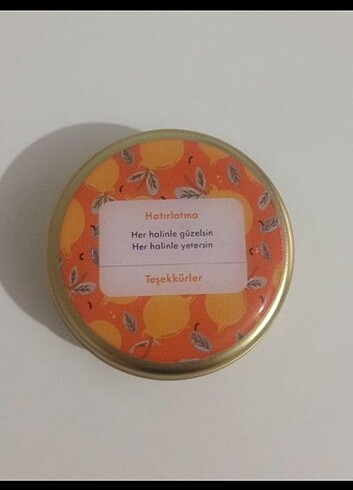 Hatırlatma
Her halinle güzelsin
Her halinle yetersin
Teşekkürler